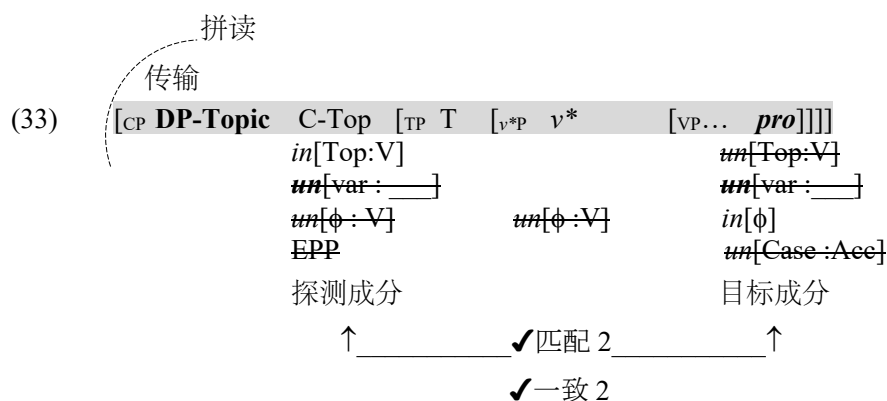 拼读
传输
(33) [CP DP-Topic C-Top [TP T [v*P v* [VP… pro]]]]
in[Top:V] un[Top:V]
un[var : ___] un[var : ___]
un[ϕ : V] un[ϕ :V] in[ϕ]
EPP un[Case :Acc]
探测成分 目标成分
↑___________✔匹配 2___________↑
✔一致 2